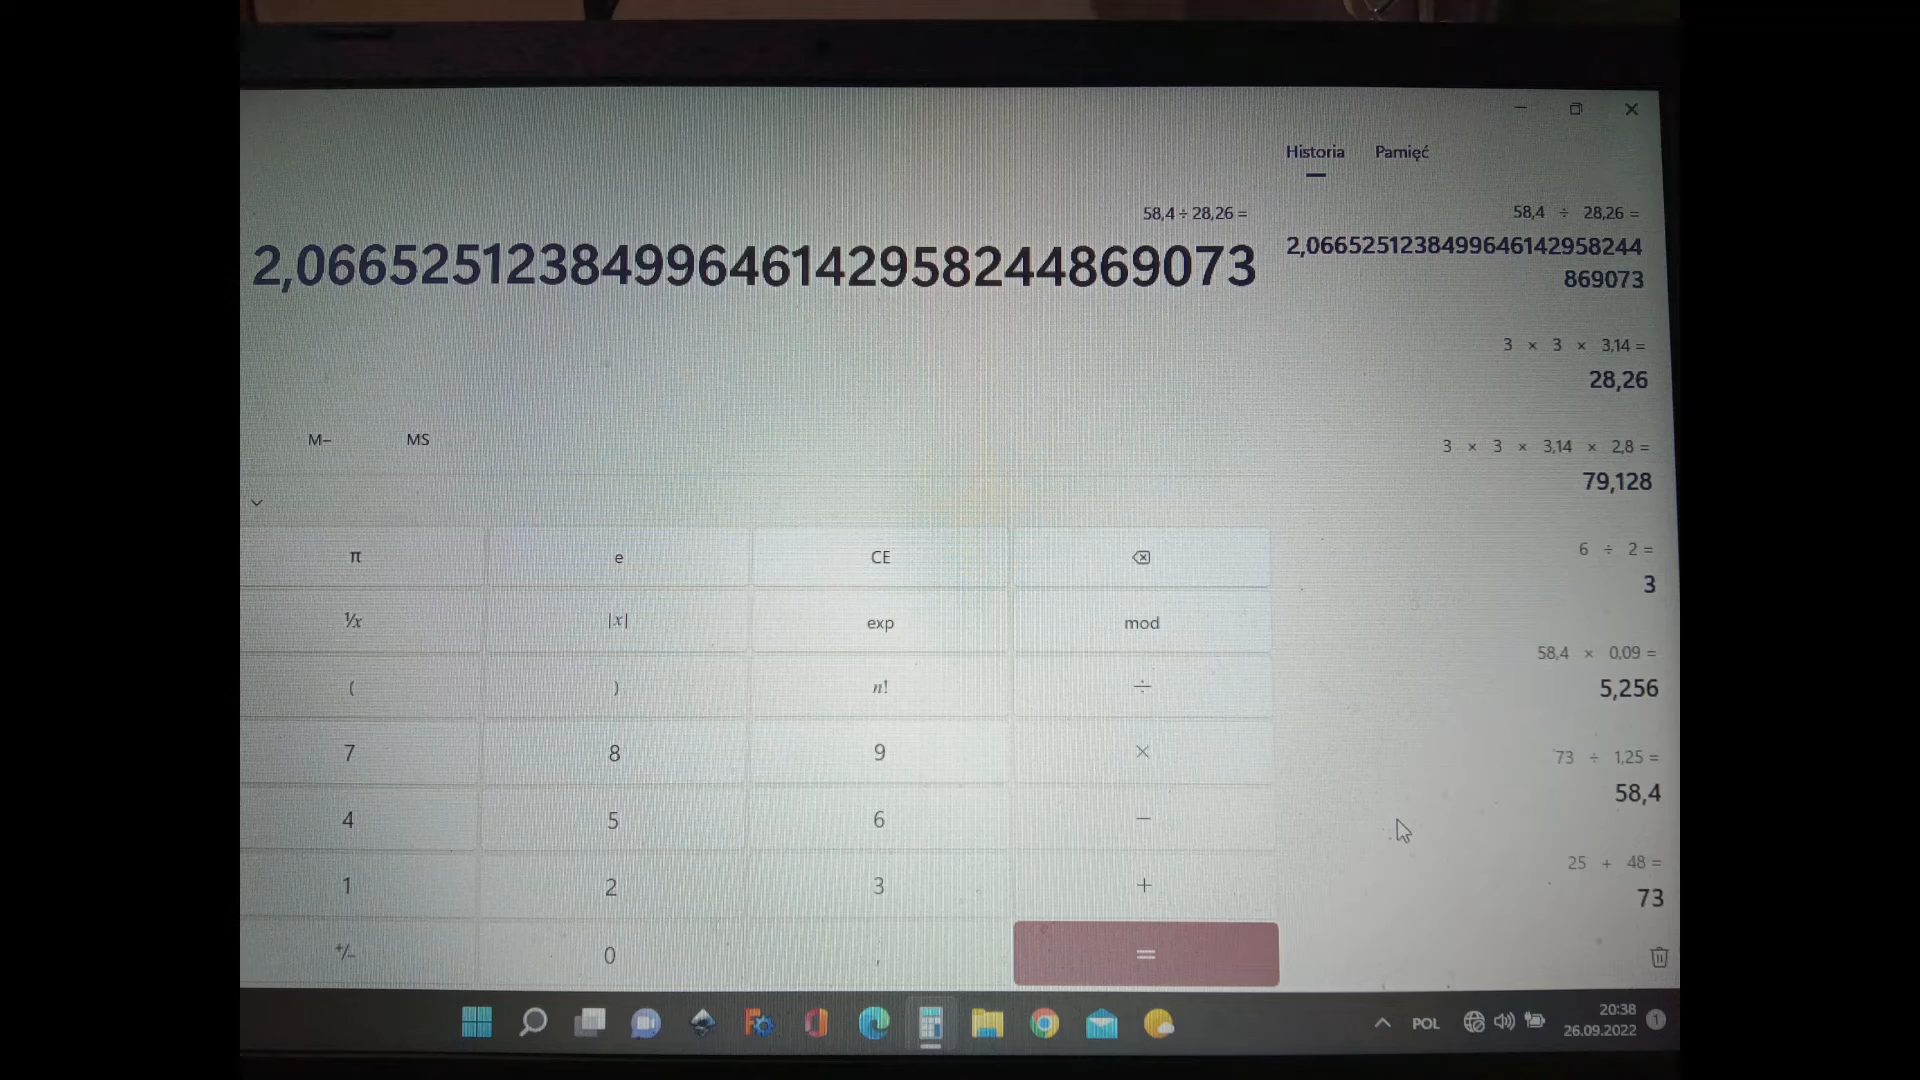 Historia Pamięć
58,4 ÷ 28,26 =
2,0665251238499646142958244869073
58,4 ÷ 28,26 =
2,0665251238499646142958244
869073
3 × 3 × 3,14 =
28,26
3 × 3 × 3,14 × 2,8 =
79,128
6 ÷ 2 =
3
58,4 × 0,09 =
5,256
73 ÷ 1,25 =
58,4
25 + 48 =
73
M− MS
π e CE
¹/x |x| exp mod
( ) n! ÷
7 8 9 ×
4 5 6 −
1 2 3 +
+/− 0 , =
POL
20:38
26.09.2022
1